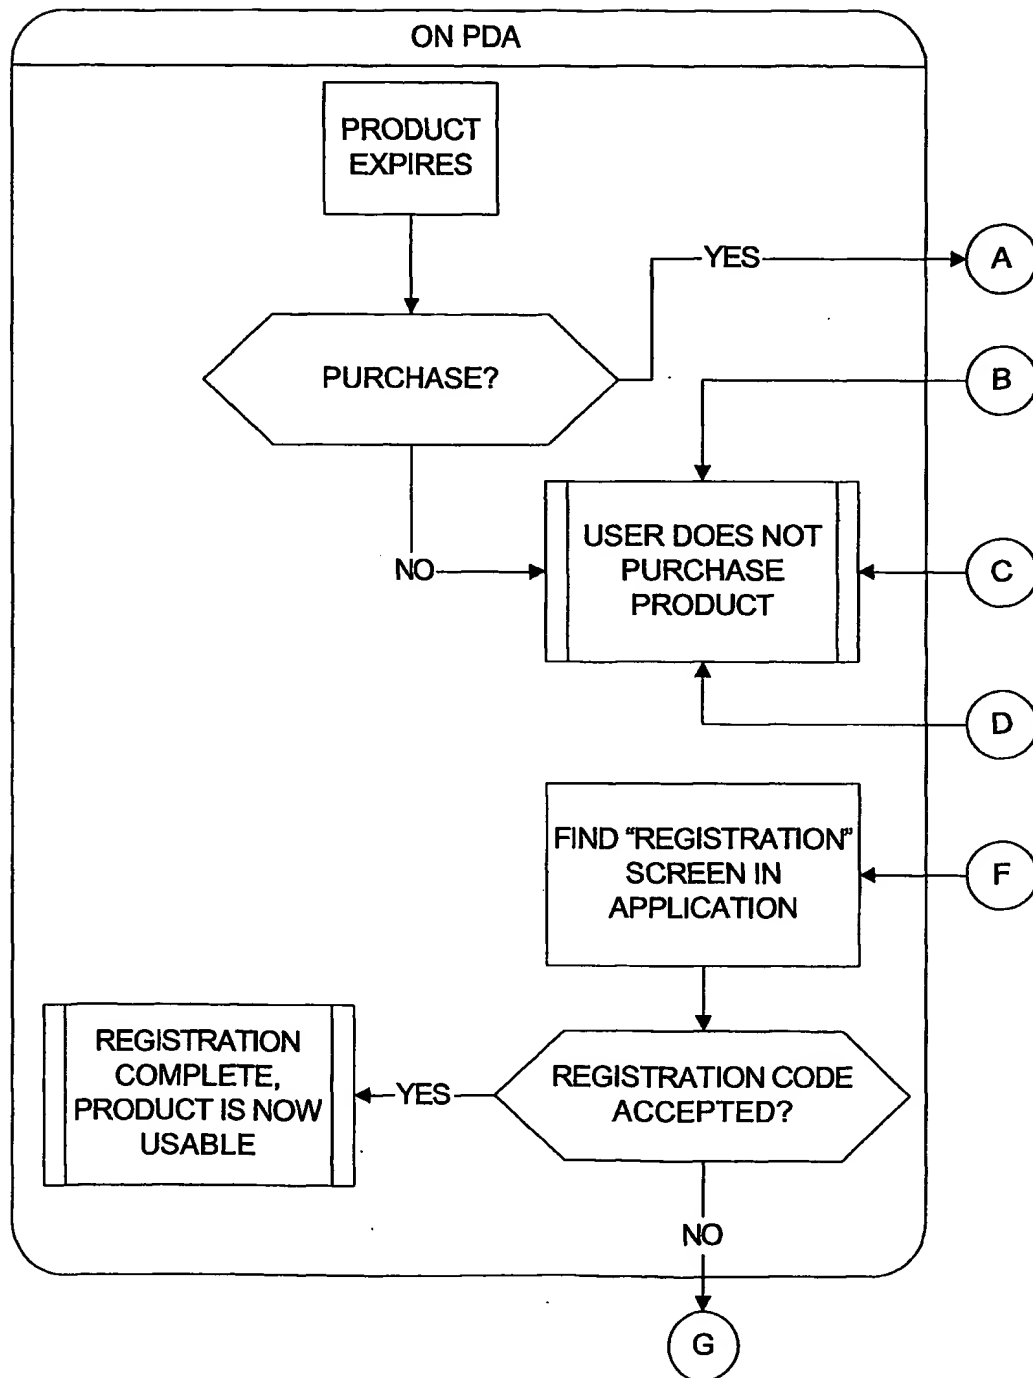 ON PDA
PRODUCT
EXPIRES
YES
A
PURCHASE?
B
NO
USER DOES NOT
PURCHASE
PRODUCT
C
D
FIND “REGISTRATION”
SCREEN IN
APPLICATION
F
REGISTRATION
COMPLETE,
PRODUCT IS NOW
USABLE
YES
REGISTRATION CODE
ACCEPTED?
NO
G